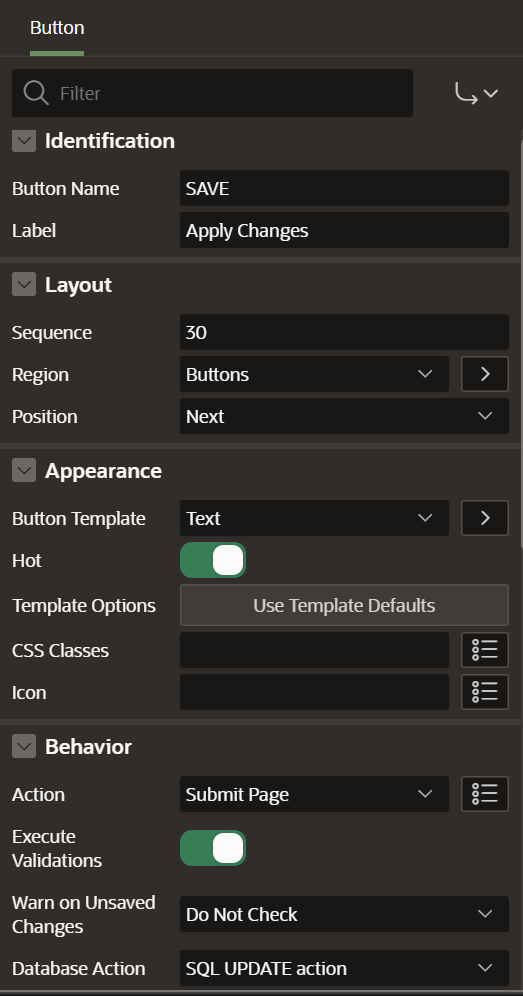 Button
Filter
Identification
Button Name SAVE
Label Apply Changes
Layout
Sequence 30
Region Buttons
Position Next
Appearance
Button Template Text
Hot
Template Options Use Template Defaults
CSS Classes
Icon
Behavior
Action Submit Page
Execute
Validations
Warn on Unsaved
Changes Do Not Check
Database Action SQL UPDATE action